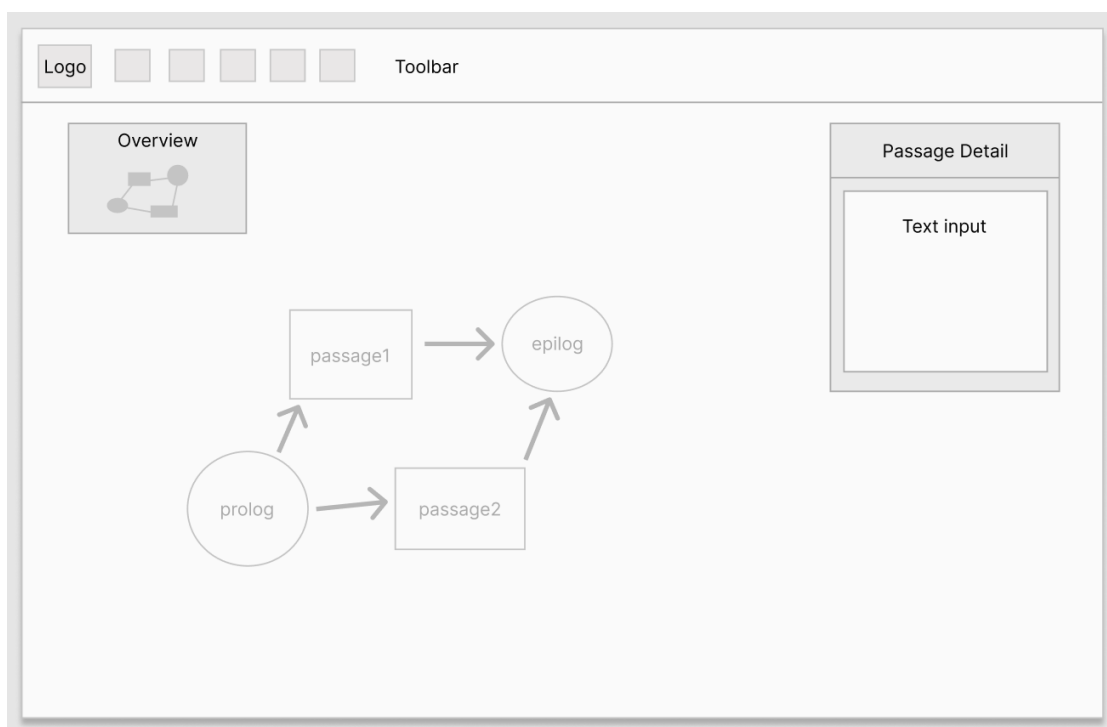 Logo
Toolbar
Overview
Passage Detail
Text input
passage1
epilog
prolog
passage2